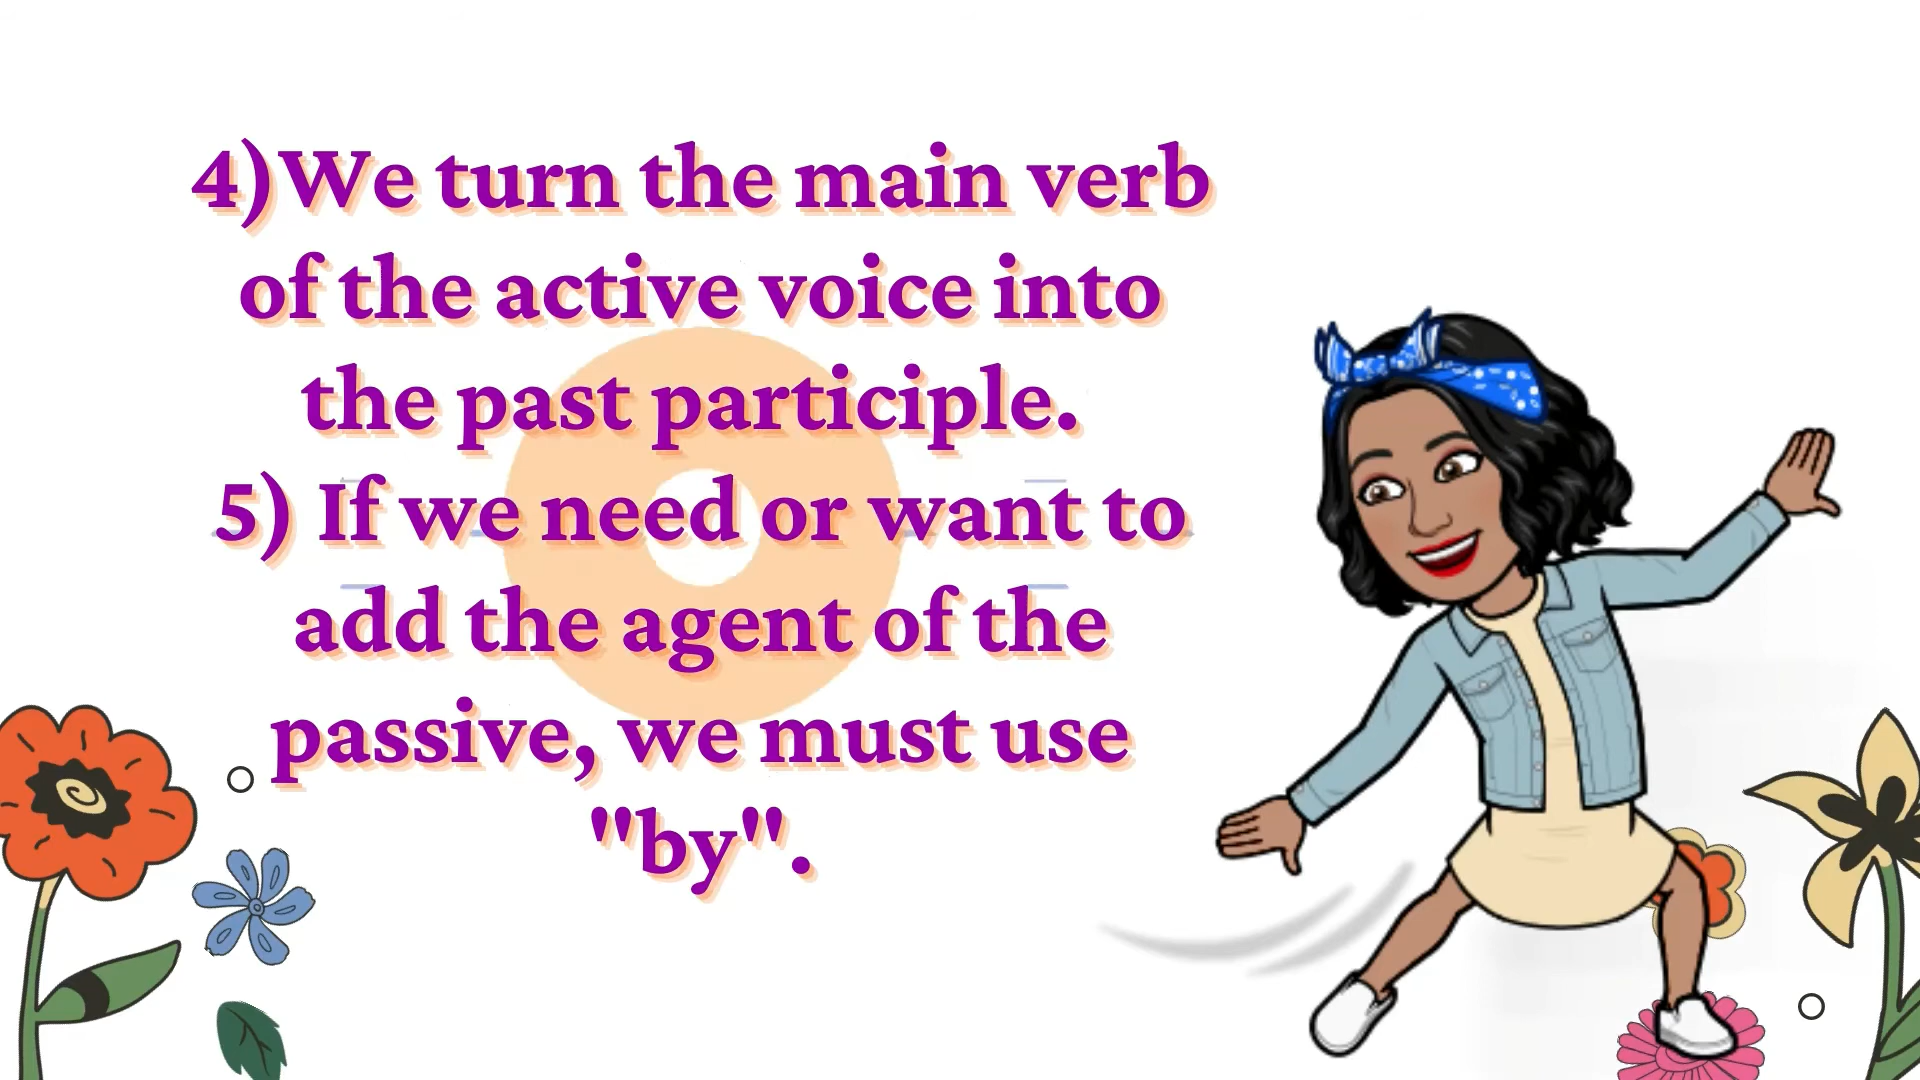 4)We turn the main verb
of the active voice into
the past participle.
5) If we need or want to
add the agent of the
passive, we must use
"by".